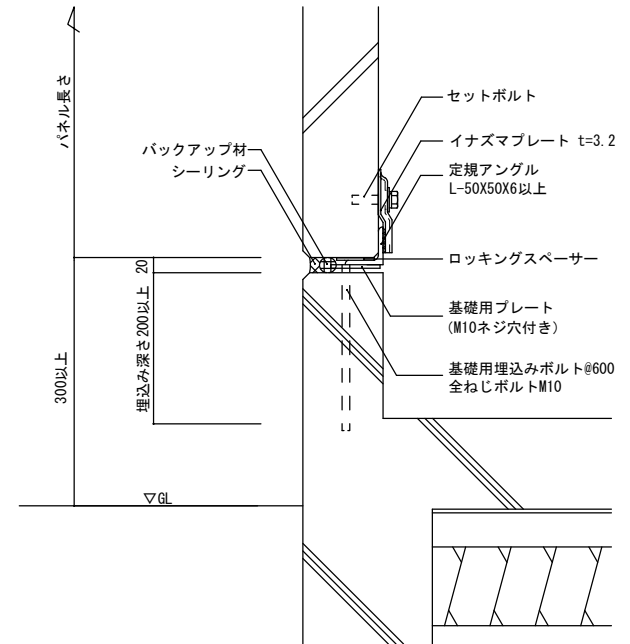 セットボルト
イナズマプレート t=3.2
定規アングル
L-50X50X6以上
ロッキングスペーサー
基礎用プレート
(M10ネジ穴付き)
基礎用埋込みボルト@600
全ねじボルトM10
バックアップ材
シーリング
パネル長さ
20
埋込み深さ200以上
300以上
▽GL